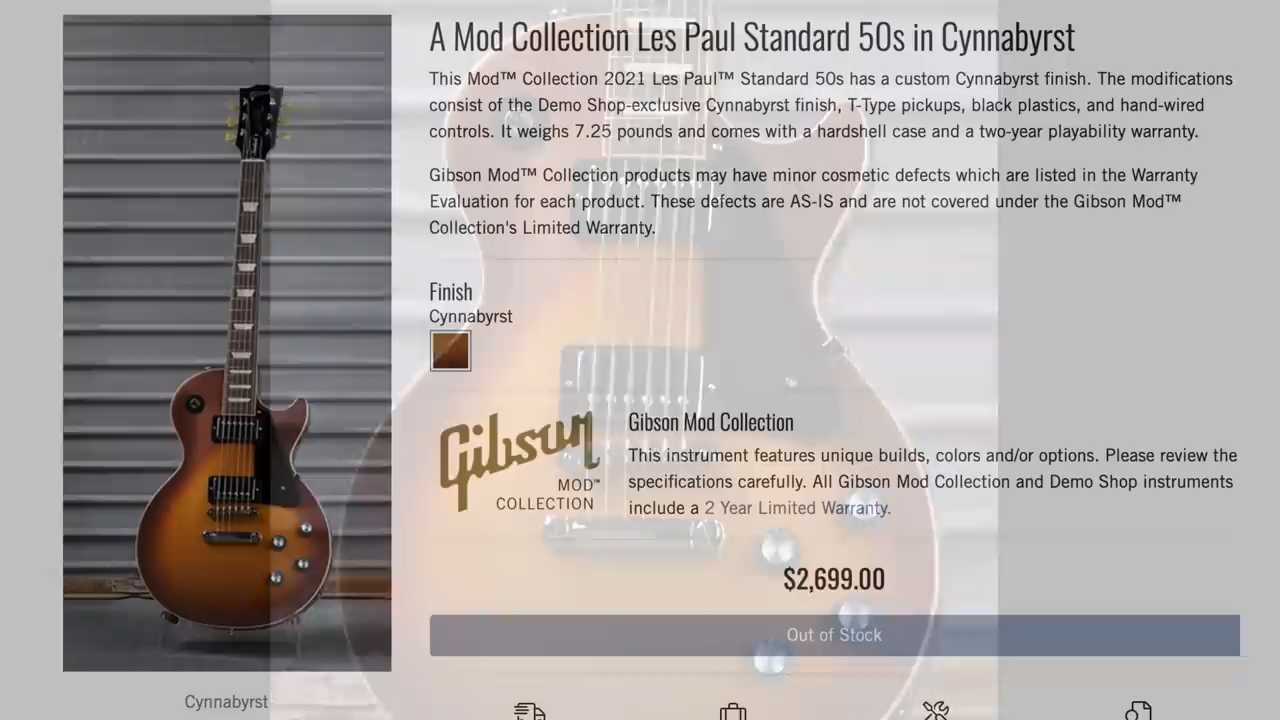 A Mod Collection Les Paul Standard 50s in Cynnabyrst
This Mod™ Collection 2021 Les Paul™ Standard 50s has a custom Cynnabyrst finish. The modifications
consist of the Demo Shop-exclusive Cynnabyrst finish, T-Type pickups, black plastics, and hand-wired
controls. It weighs 7.25 pounds and comes with a hardshell case and a two-year playability warranty.
Gibson Mod™ Collection products may have minor cosmetic defects which are listed in the Warranty
Evaluation for each product. These defects are AS-IS and are not covered under the Gibson Mod™
Collection's Limited Warranty.
Finish
Cynnabyrst
Gibson
MOD™
COLLECTION
Gibson Mod Collection
This instrument features unique builds, colors and/or options. Please review the
specifications carefully. All Gibson Mod Collection and Demo Shop instruments
include a 2 Year Limited Warranty.
$2,699.00
Out of Stock
Cynnabyrst